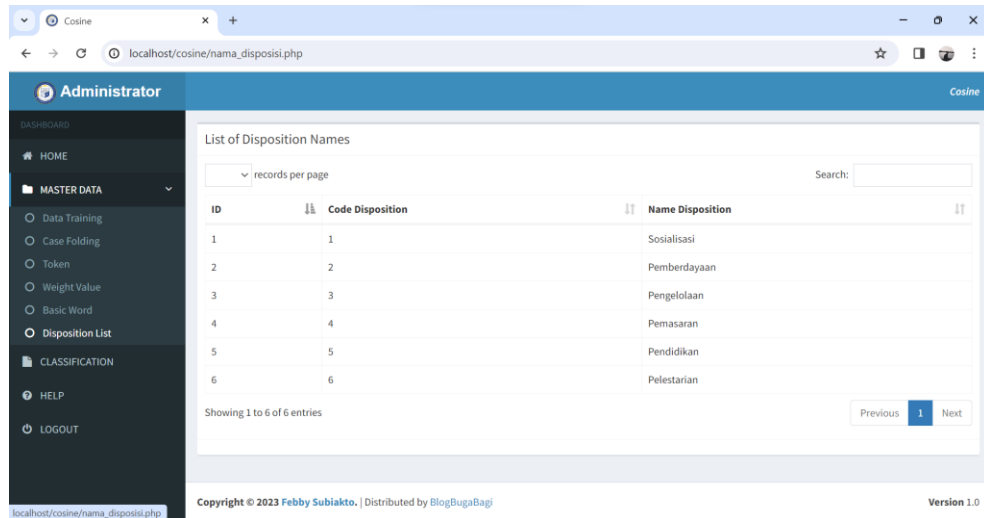 Cosine
localhost/cosine/nama_disposisi.php
Administrator
Cosine
DASHBOARD
HOME
MASTER DATA
Data Training
Case Folding
Token
Weight Value
Basic Word
Disposition List
CLASSIFICATION
HELP
LOGOUT
List of Disposition Names
records per page Search:
ID Code Disposition Name Disposition
1 1 Sosialisasi
2 2 Pemberdayaan
3 3 Pengelolaan
4 4 Pemasaran
5 5 Pendidikan
6 6 Pelestarian
Showing 1 to 6 of 6 entries Previous 1 Next
Copyright © 2023 Febby Subiakto. | Distributed by BlogBugaBagi Version 1.0
localhost/cosine/nama_disposisi.php